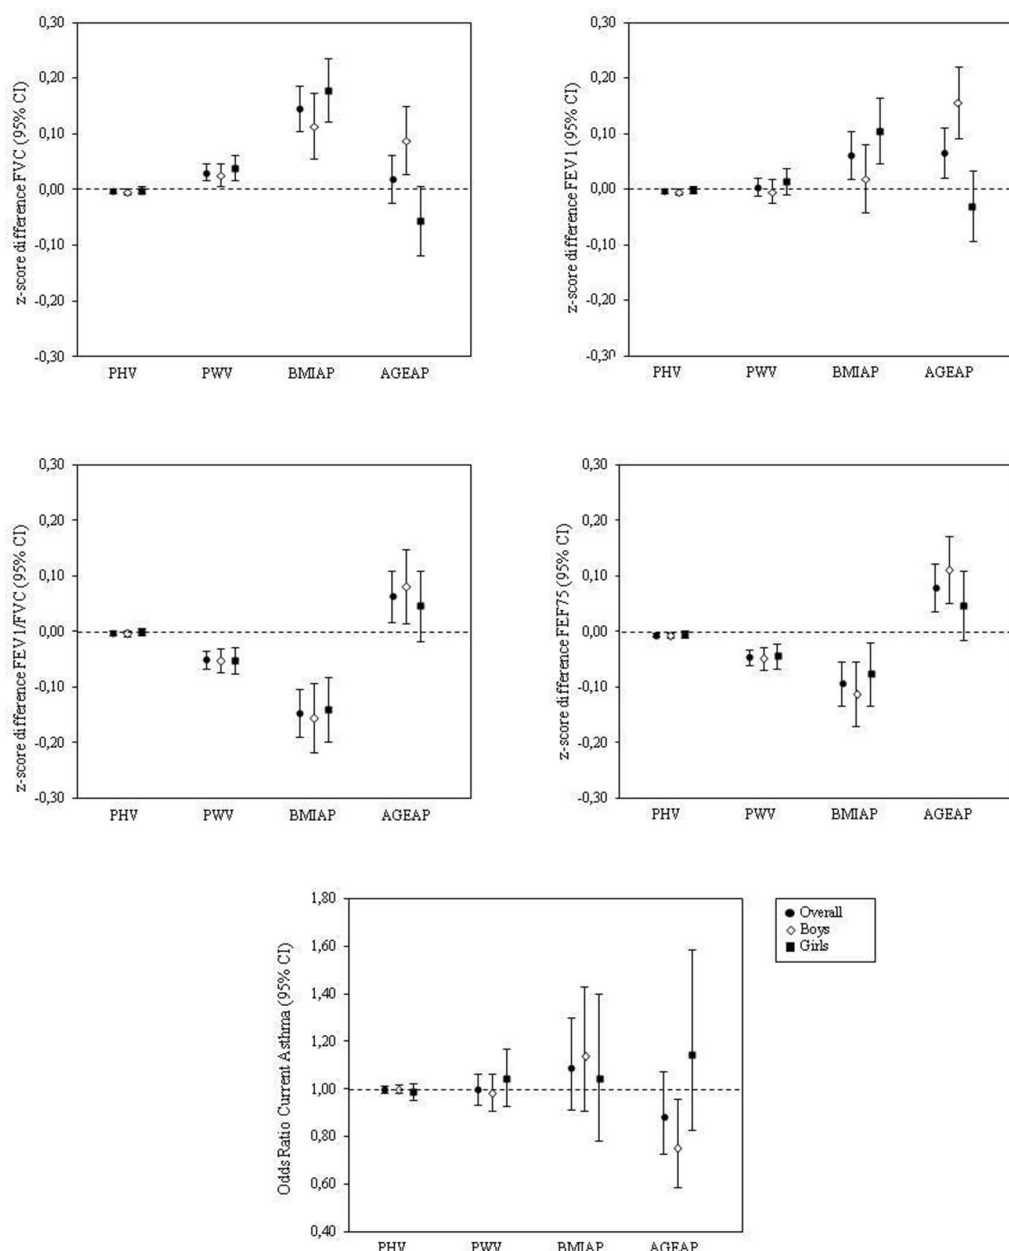 0,30
0,20
0,10
0,00
-0,10
-0,20
-0,30
z-score difference FVC (95% CI)
PHV PWV BMIAP AGEAP
0,30
0,20
0,10
0,00
-0,10
-0,20
-0,30
z-score difference FEV1 (95% CI)
PHV PWV BMIAP AGEAP
0,30
0,20
0,10
0,00
-0,10
-0,20
-0,30
z-score difference FEV1/FVC (95% CI)
PHV PWV BMIAP AGEAP
0,30
0,20
0,10
0,00
-0,10
-0,20
-0,30
z-score difference FEF75 (95% CI)
PHV PWV BMIAP AGEAP
1,80
1,60
1,40
1,20
1,00
0,80
0,60
0,40
Odds Ratio Current Asthma (95% CI)
PHV PWV BMIAP AGEAP
Overall
Boys
Girls